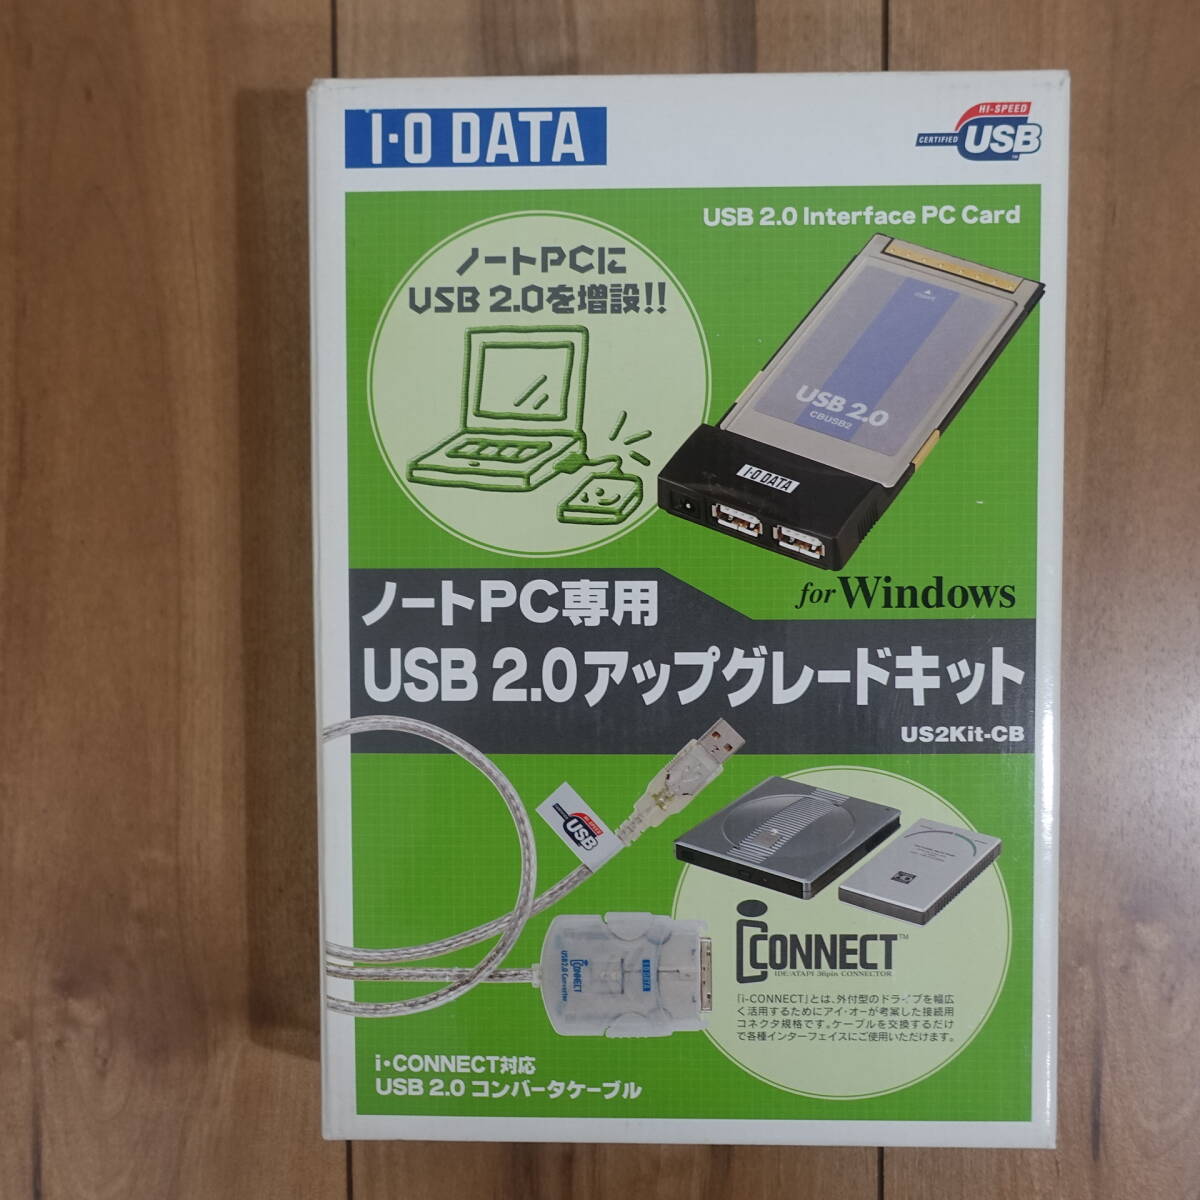 I·O DATA
HI-SPEED
CERTIFIED
USB
USB 2.0 Interface PC Card
ノートPCに
USB 2.0を増設!!
USB 2.0
CBUSB2
I·O DATA
for Windows
ノートPC専用
USB 2.0アップグレードキット
US2Kit-CB
USB
i CONNECT
USB2.0 Converter
I·O DATA
i CONNECT™
IDE/ATAPI 36pin CONNECTOR
「i-CONNECT」とは、外付型のドライブを幅広
く活用するためにアイ・オーが考案した接続用
コネクタ規格です。ケーブルを交換するだけ
で各種インターフェイスにご使用いただけます。
i・CONNECT対応
USB 2.0 コンバータケーブル